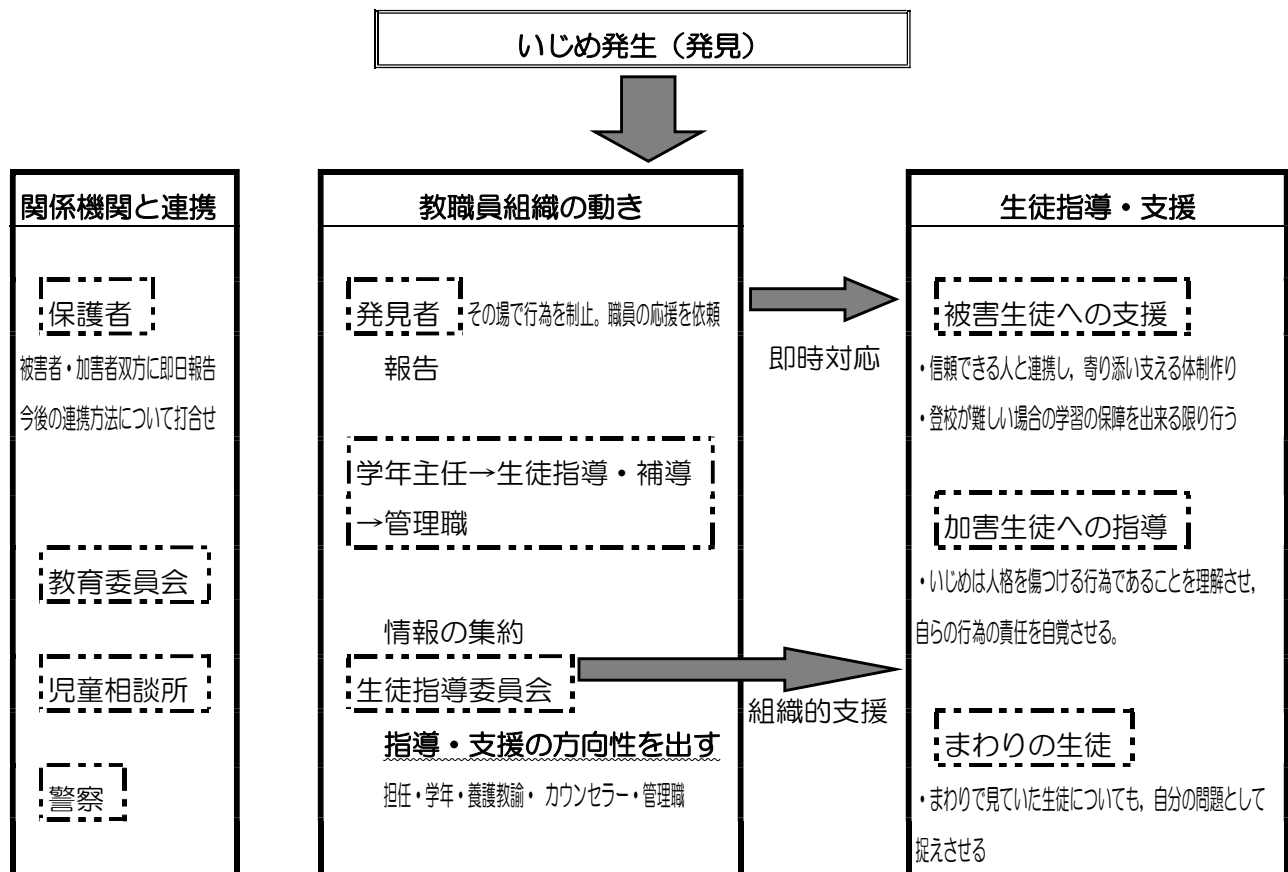 いじめ発生（発見）
関係機関と連携
保護者
被害者・加害者双方に即日報告
今後の連携方法について打合せ
教育委員会
児童相談所
警察
教職員組織の動き
発見者 その場で行為を制止。職員の応援を依頼
報告
学年主任→生徒指導・補導
→管理職
情報の集約
生徒指導委員会
指導・支援の方向性を出す
担任・学年・養護教諭・ カウンセラー・管理職
即時対応
組織的支援
生徒指導・支援
被害生徒への支援
・信頼できる人と連携し，寄り添い支える体制作り
・登校が難しい場合の学習の保障を出来る限り行う
加害生徒への指導
・いじめは人格を傷つける行為であることを理解させ，
自らの行為の責任を自覚させる。
まわりの生徒
・まわりで見ていた生徒についても，自分の問題として
捉えさせる